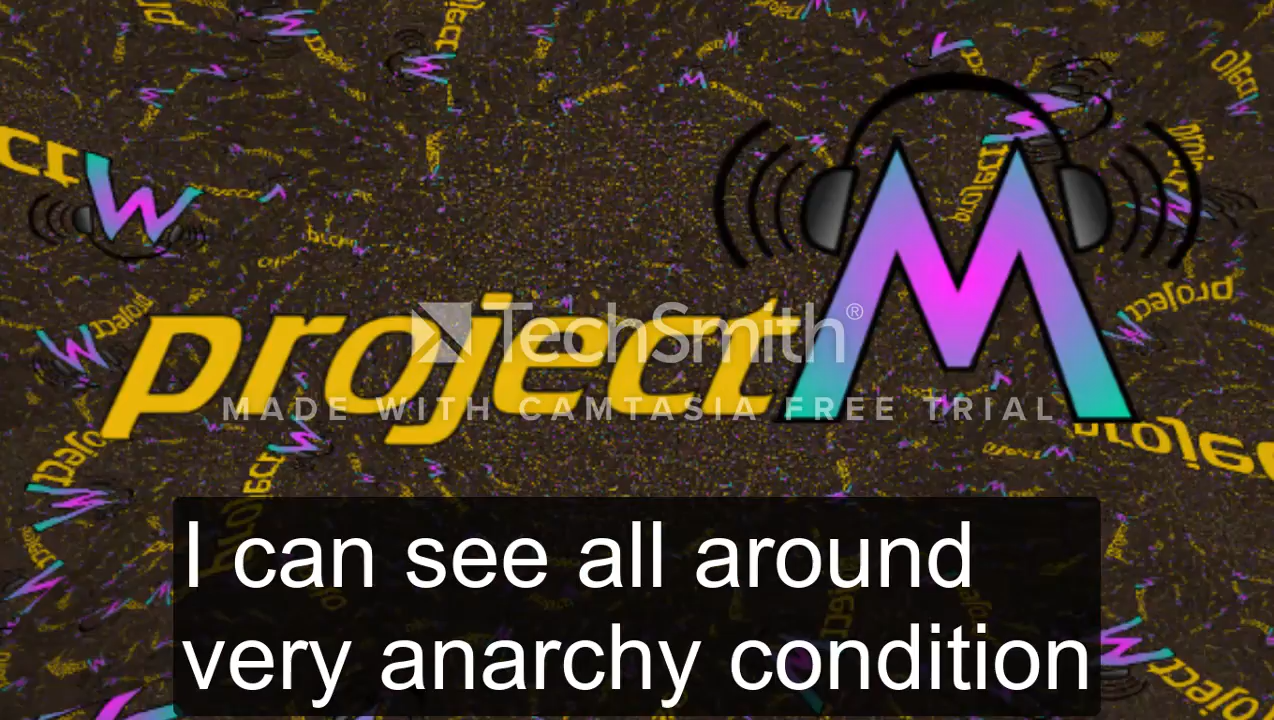 projectM
TechSmith®
MADE WITH CAMTASIA FREE TRIAL
I can see all around
very anarchy condition